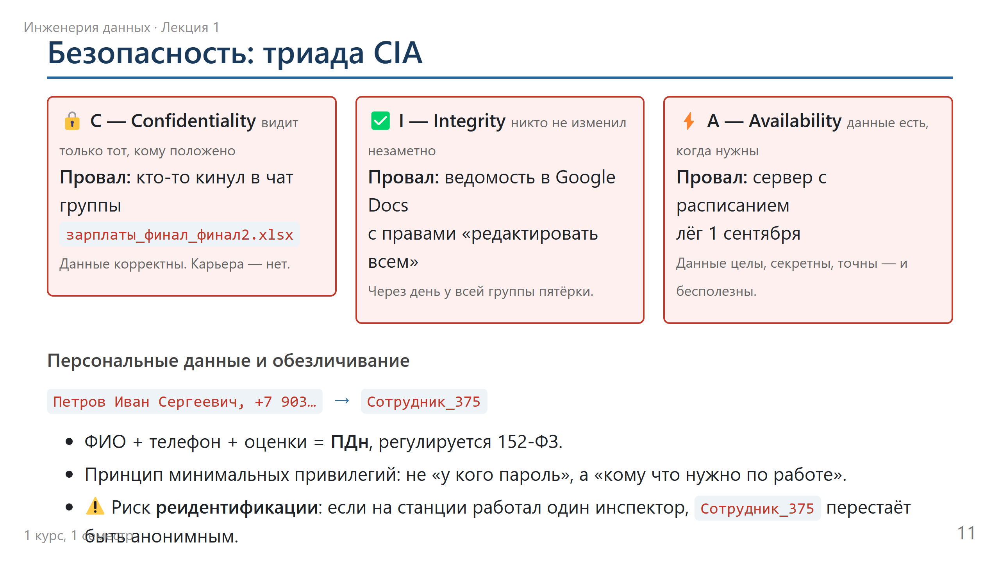 Инженерия данных · Лекция 1
Безопасность: триада CIA
🔒 C — Confidentiality видит
только тот, кому положено
Провал: кто-то кинул в чат
группы
зарплаты_финал_финал2.xlsx
Данные корректны. Карьера — нет.
✅ I — Integrity никто не изменил
незаметно
Провал: ведомость в Google
Docs
с правами «редактировать
всем»
Через день у всей группы пятёрки.
⚡ A — Availability данные есть,
когда нужны
Провал: сервер с
расписанием
лёг 1 сентября
Данные целы, секретны, точны — и
бесполезны.
Персональные данные и обезличивание
Петров Иван Сергеевич, +7 903… → Сотрудник_375
• ФИО + телефон + оценки = ПДн, регулируется 152-ФЗ.
• Принцип минимальных привилегий: не «у кого пароль», а «кому что нужно по работе».
• ⚠️ Риск реидентификации: если на станции работал один инспектор, Сотрудник_375 перестаёт
быть анонимным.
1 курс, 1 семестр
11